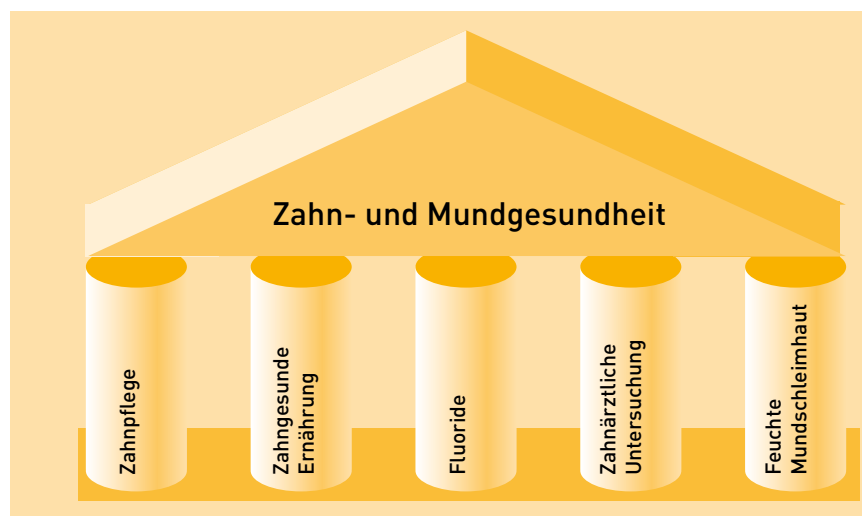 Zahn- und Mundgesundheit
Zahnpflege
Zahngesunde
Ernährung
Fluoride
Zahnärztliche
Untersuchung
Feuchte
Mundschleimhaut